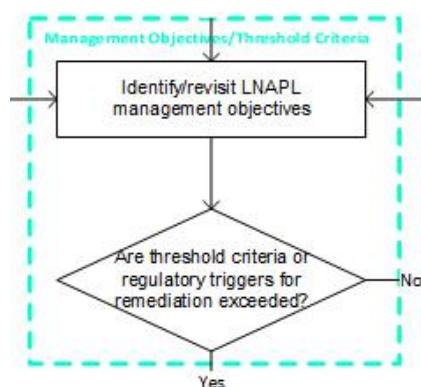 Management Objectives/Threshold Criteria
Identify/revisit LNAPL
management objectives
Are threshold criteria or
regulatory triggers for
remediation exceeded?
No
Yes